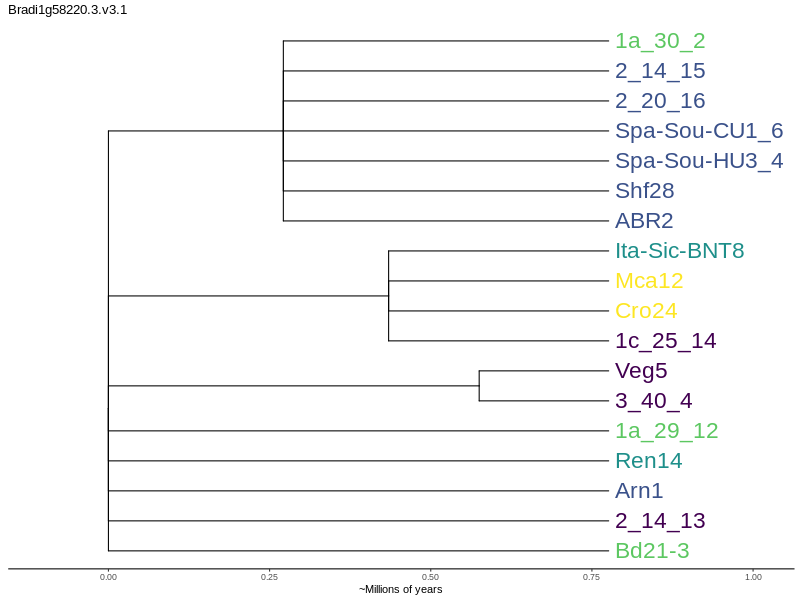 Bradi1g58220.3.v3.1
1a_30_2
2_14_15
2_20_16
Spa-Sou-CU1_6
Spa-Sou-HU3_4
Shf28
ABR2
Ita-Sic-BNT8
Mca12
Cro24
1c_25_14
Veg5
3_40_4
1a_29_12
Ren14
Arn1
2_14_13
Bd21-3
0.00 0.25 0.50 0.75 1.00
~Millions of years